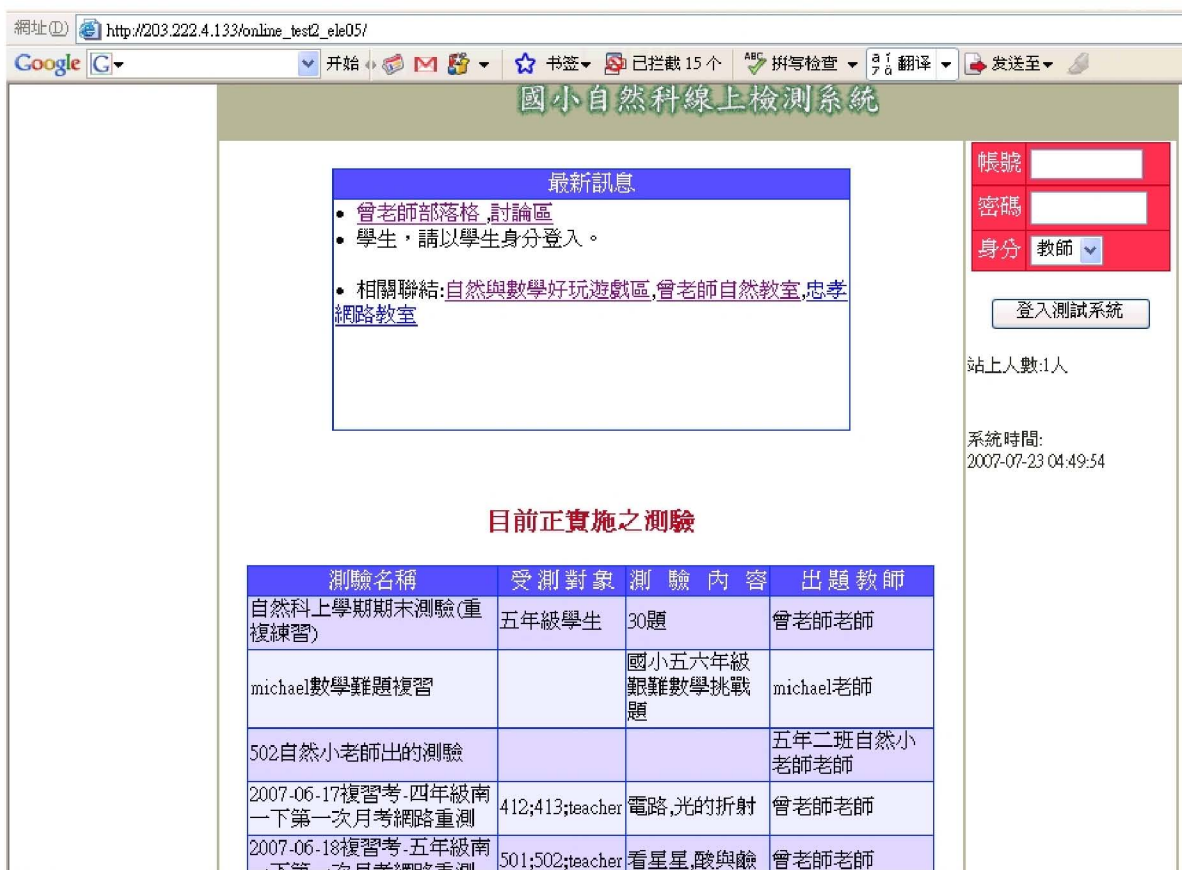 網址(D) http://203.222.4.133/online_test2_ele05/
Google G 开始 书签 已拦截 15 个 ABC 拼写检查 翻译 发送至
國小自然科線上檢測系統
最新訊息
• 曾老師部落格 ,討論區
• 學生，請以學生身分登入。
• 相關聯結:自然與數學好玩遊戲區,曾老師自然教室,忠孝
網路教室
帳號
密碼
身分 教師
登入測試系統
站上人數:1人
系統時間:
2007-07-23 04:49:54
目前正實施之測驗
測驗名稱 受測對象 測驗內容 出題教師
自然科上學期期末測驗(重
複練習) 五年級學生 30題 曾老師老師
michael數學難題複習 國小五六年級
艱難數學挑戰
題 michael老師
502自然小老師出的測驗 五年二班自然小
老師老師
2007-06-17複習考-四年級南
一下第一次月考網路重測 412;413;teacher 電路,光的折射 曾老師老師
2007-06-18複習考-五年級南
一下第一次月考網路重測 501;502;teacher 看星星,酸與鹼 曾老師老師